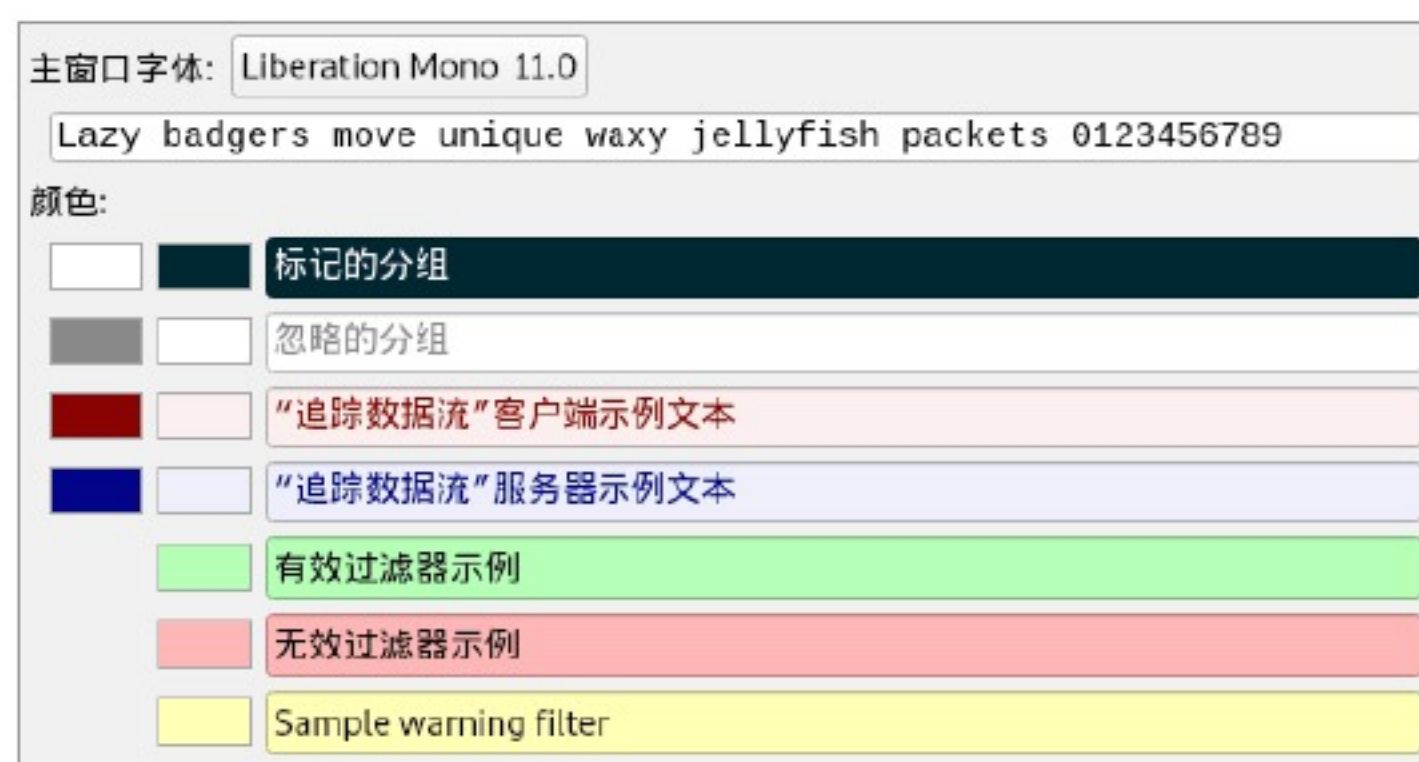 主窗口字体: Liberation Mono 11.0
Lazy badgers move unique waxy jellyfish packets 0123456789
颜色:
标记的分组
忽略的分组
“追踪数据流”客户端示例文本
“追踪数据流”服务器示例文本
有效过滤器示例
无效过滤器示例
Sample warning filter